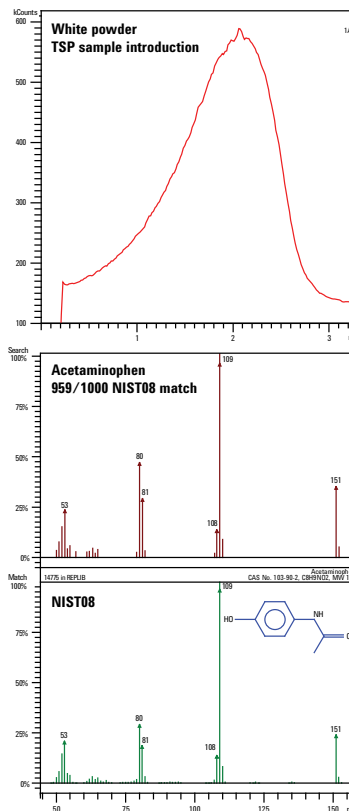 kCounts
White powder
TSP sample introduction
600
500
400
300
200
100
1
2
3
Search
Acetaminophen
959/1000 NIST08 match
100%
75%
50%
25%
0%
109
80
81
53
108
151
Match
14775 in REPLIB
CAS No. 103-90-2, C8H9NO2, MW 1
NIST08
100%
75%
50%
25%
0%
109
80
81
53
108
151
HO
NH
O
50
75
100
125
150